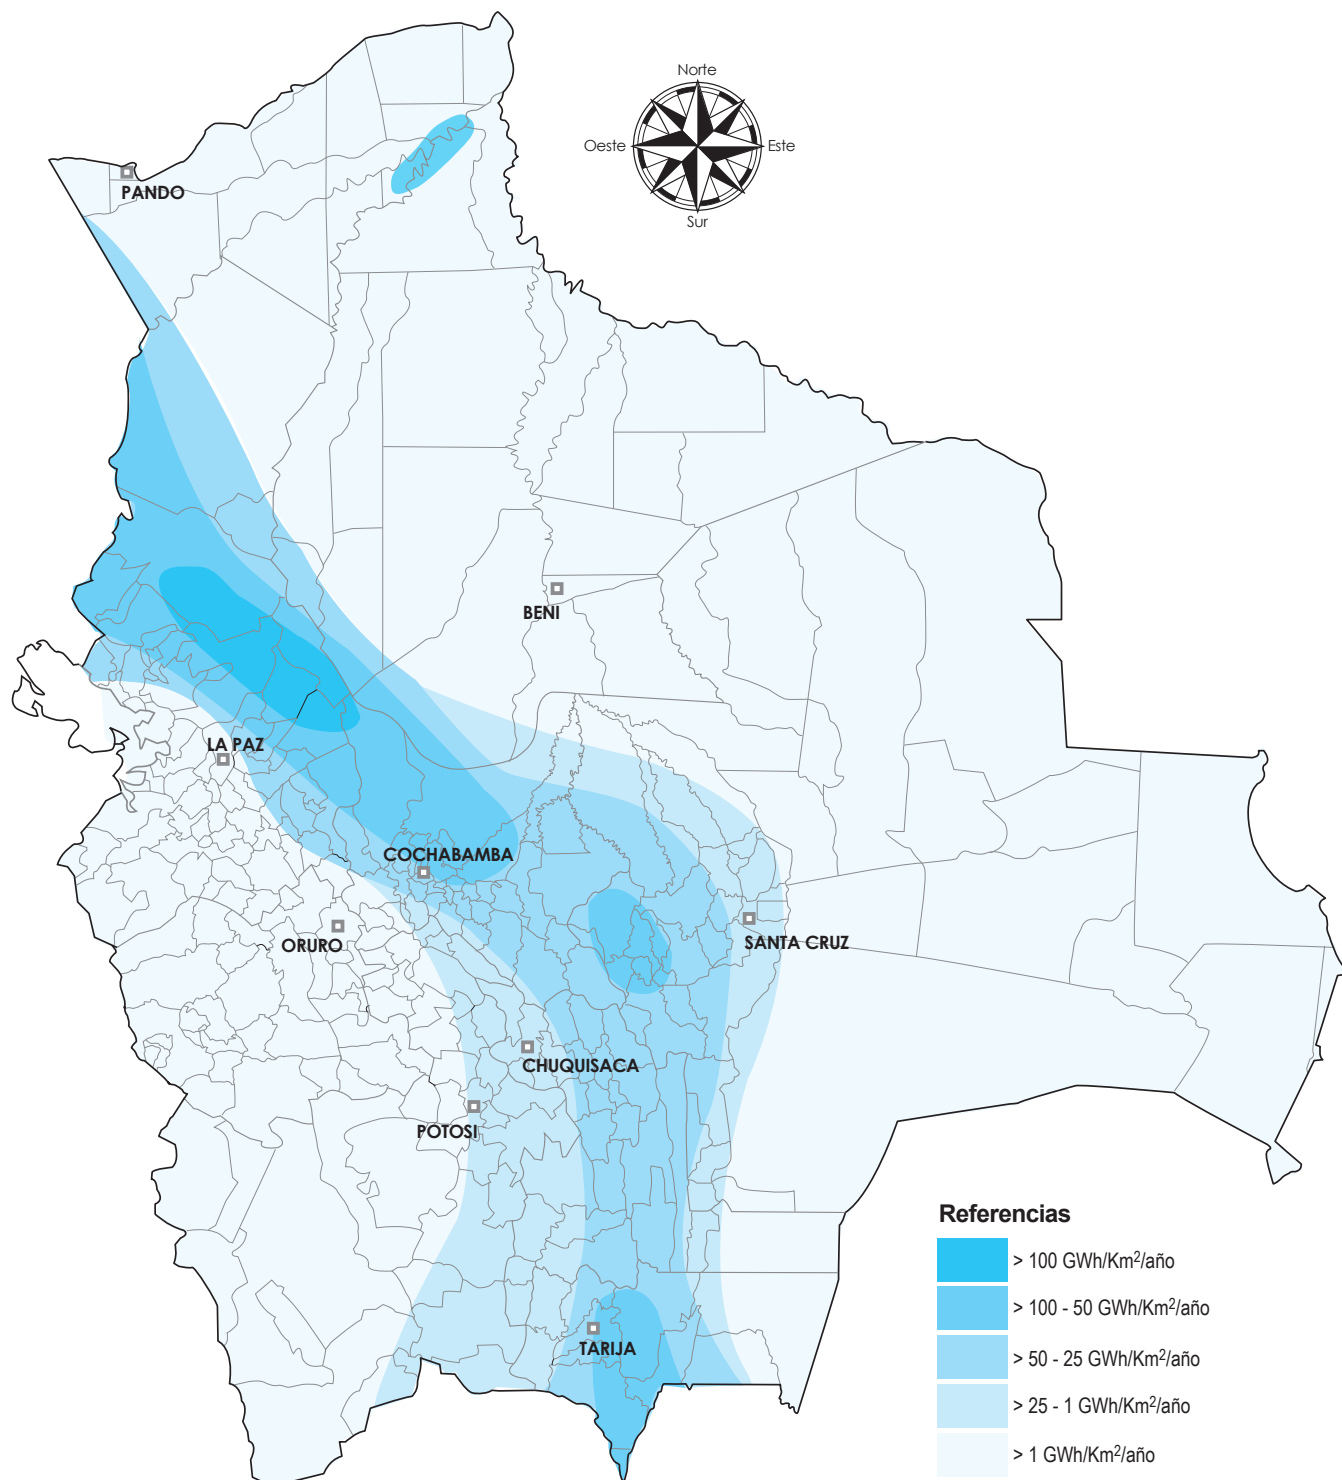 Norte
Oeste
Este
Sur
PANDO
BENI
LA PAZ
COCHABAMBA
ORURO
SANTA CRUZ
CHUQUISACA
POTOSI
TARIJA
Referencias
> 100 GWh/Km²/año
> 100 - 50 GWh/Km²/año
> 50 - 25 GWh/Km²/año
> 25 - 1 GWh/Km²/año
> 1 GWh/Km²/año